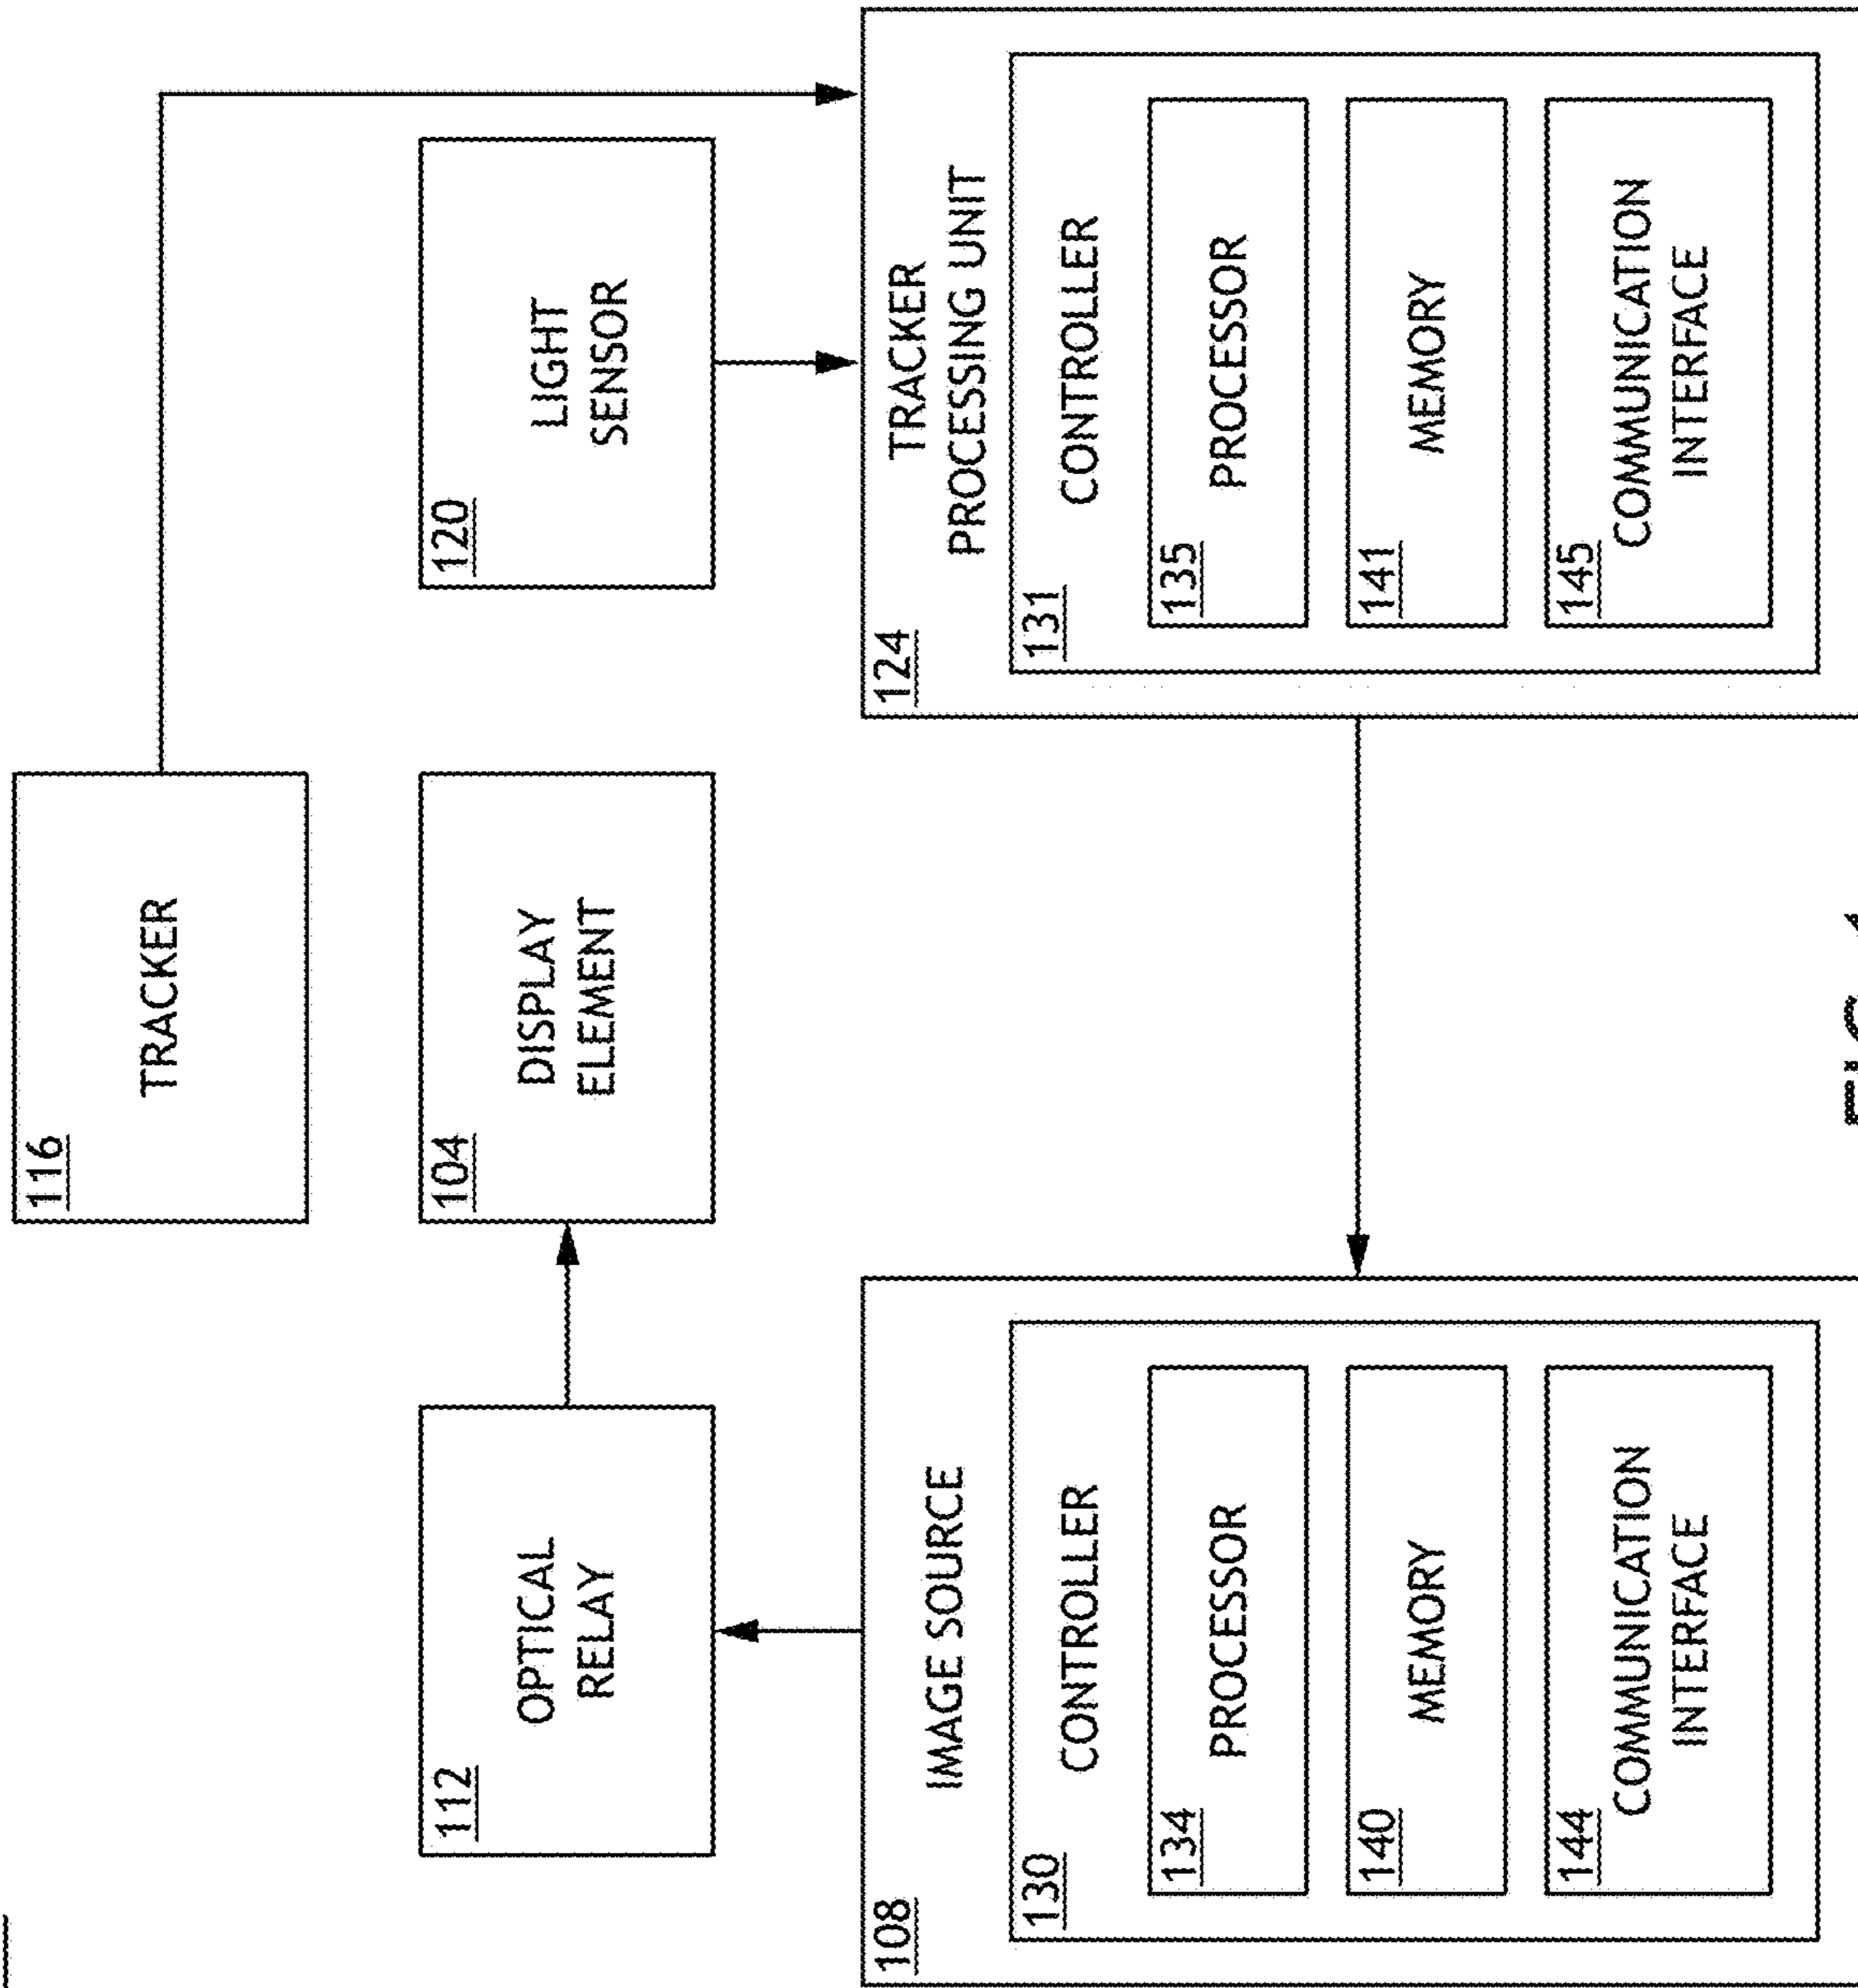 116
TRACKER
112
OPTICAL
RELAY
104
DISPLAY
ELEMENT
120
LIGHT
SENSOR
108
IMAGE SOURCE
130
CONTROLLER
134
PROCESSOR
140
MEMORY
144
COMMUNICATION
INTERFACE
124
TRACKER
PROCESSING UNIT
131
CONTROLLER
135
PROCESSOR
141
MEMORY
145
COMMUNICATION
INTERFACE